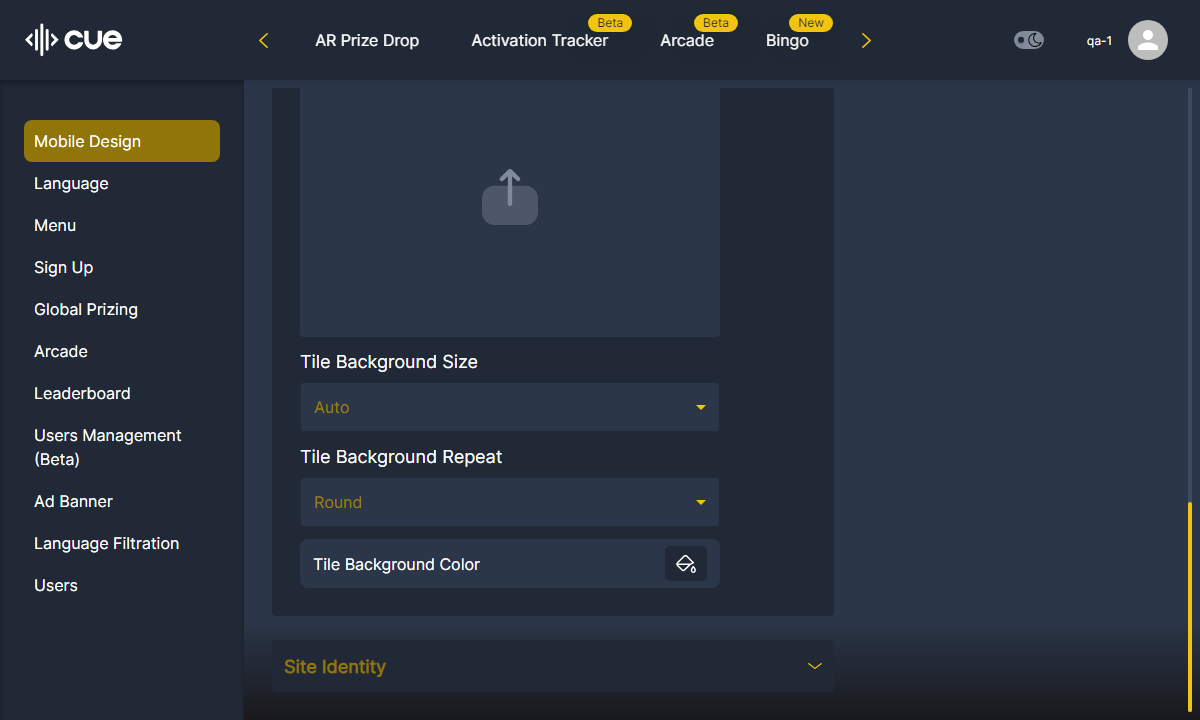 cue
AR Prize Drop
Activation Tracker
Beta
Arcade
Beta
Bingo
New
qa-1
Mobile Design
Language
Menu
Sign Up
Global Prizing
Arcade
Leaderboard
Users Management
(Beta)
Ad Banner
Language Filtration
Users
Tile Background Size
Auto
Tile Background Repeat
Round
Tile Background Color
Site Identity